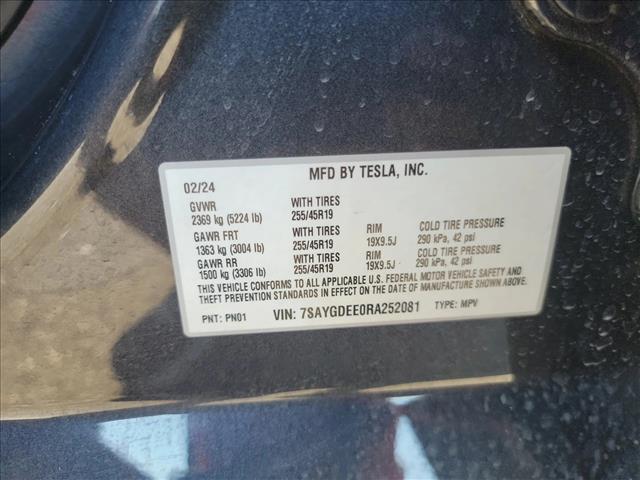 MFD BY TESLA, INC.
02/24
GVWR WITH TIRES
2369 kg (5224 lb) 255/45R19
GAWR FRT WITH TIRES RIM COLD TIRE PRESSURE
1363 kg (3004 lb) 255/45R19 19X9.5J 290 kPa, 42 psi
GAWR RR WITH TIRES RIM COLD TIRE PRESSURE
1500 kg (3306 lb) 255/45R19 19X9.5J 290 kPa, 42 psi
THIS VEHICLE CONFORMS TO ALL APPLICABLE U.S. FEDERAL MOTOR VEHICLE SAFETY AND
THEFT PREVENTION STANDARDS IN EFFECT ON THE DATE OF MANUFACTURE SHOWN ABOVE.
PNT: PN01 VIN: 7SAYGDEE0RA252081 TYPE: MPV